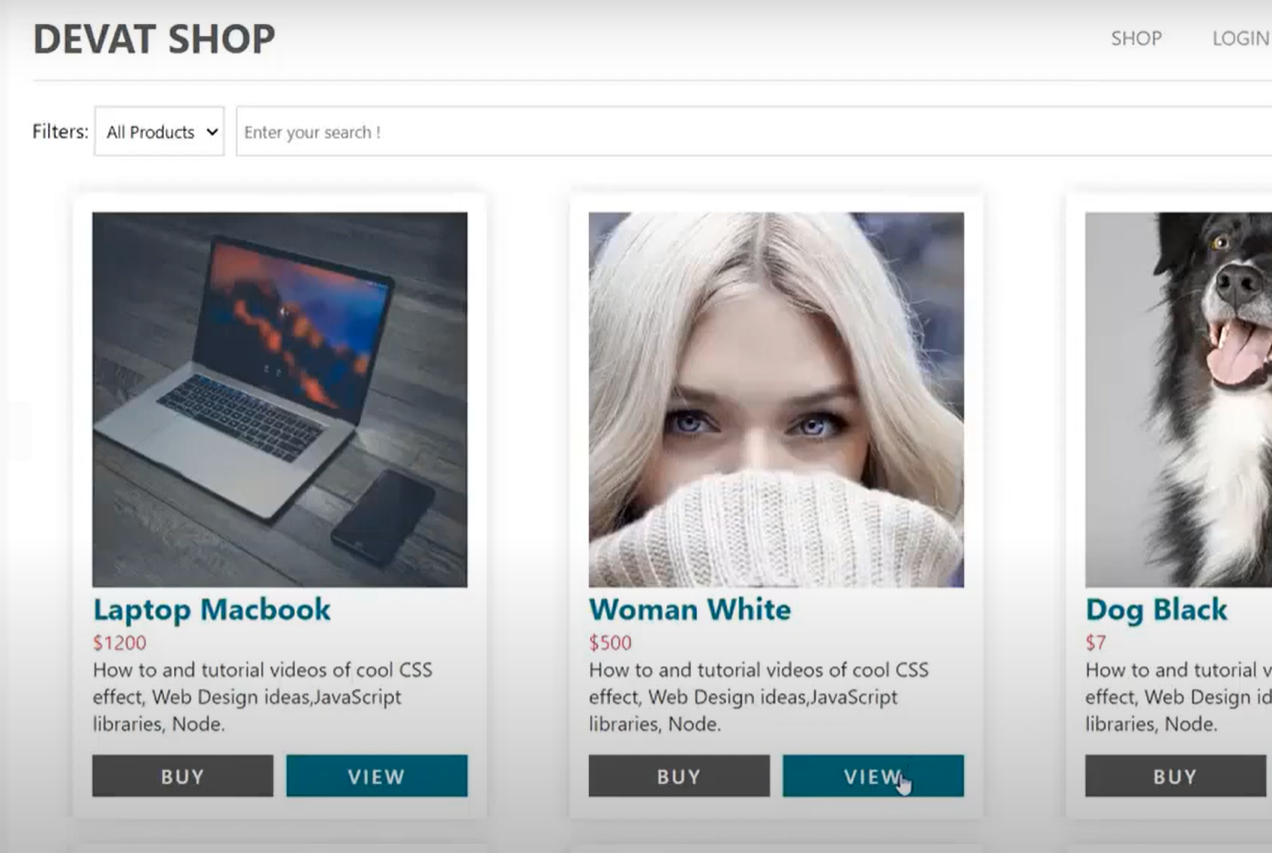 DEVAT SHOP
SHOP LOGIN
Filters: All Products Enter your search !
Laptop Macbook
$1200
How to and tutorial videos of cool CSS
effect, Web Design ideas,JavaScript
libraries, Node.
BUY VIEW
Woman White
$500
How to and tutorial videos of cool CSS
effect, Web Design ideas,JavaScript
libraries, Node.
BUY VIEW
Dog Black
$7
How to and tutorial
effect, Web Design
libraries, Node.
BUY